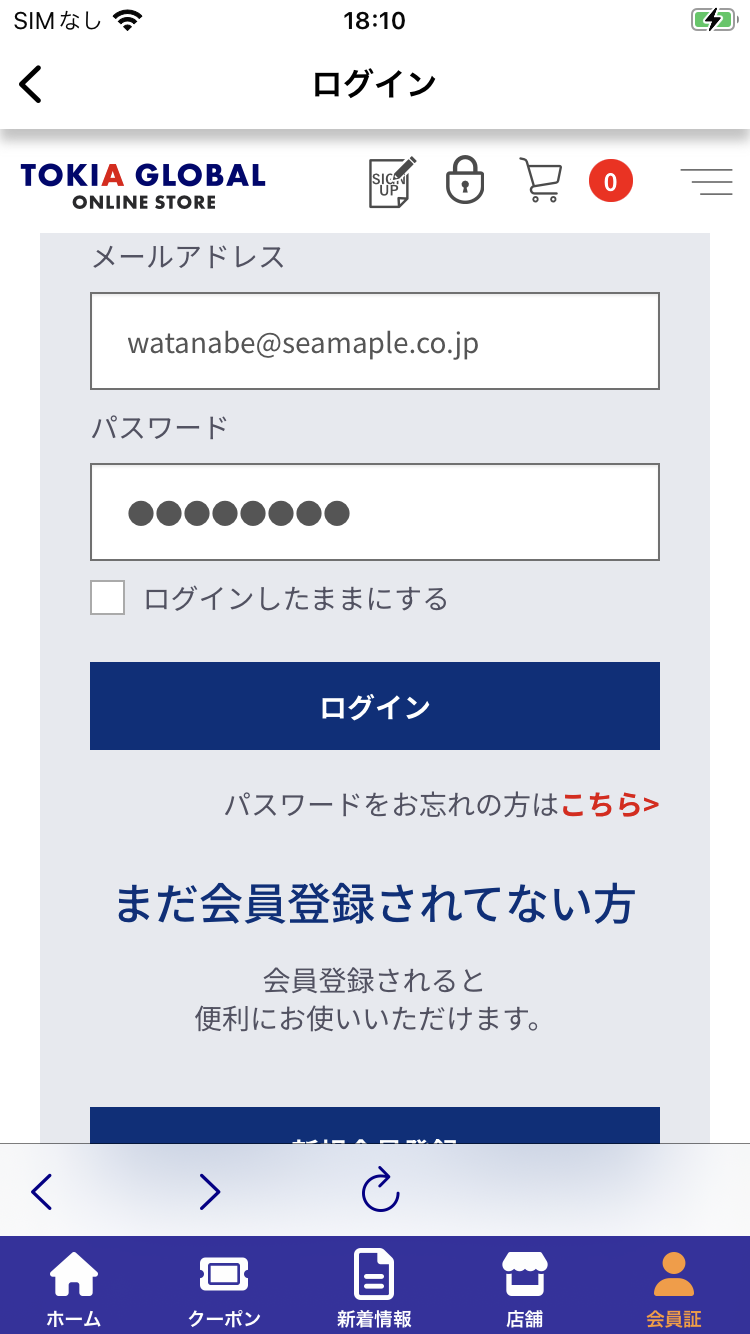 SIMなし
18:10
ログイン
TOKIA GLOBAL
ONLINE STORE
SIGN
UP
0
メールアドレス
watanabe@seamaple.co.jp
パスワード
●●●●●●●●
ログインしたままにする
ログイン
パスワードをお忘れの方はこちら>
まだ会員登録されてない方
会員登録されると
便利にお使いいただけます。
ホーム
クーポン
新着情報
店舗
会員証